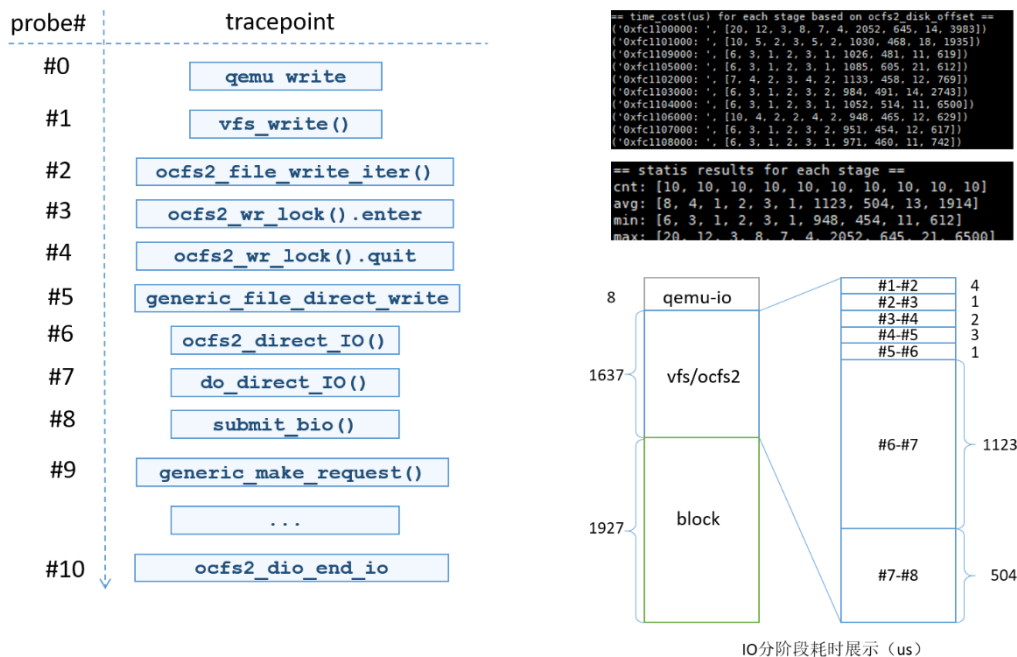 probe#
tracepoint
#0
qemu write
#1
vfs_write()
#2
ocfs2_file_write_iter()
#3
ocfs2_wr_lock().enter
#4
ocfs2_wr_lock().quit
#5
generic_file_direct_write
#6
ocfs2_direct_IO()
#7
do_direct_IO()
#8
submit_bio()
#9
generic_make_request()
...
#10
ocfs2_dio_end_io
== time_cost(us) for each stage based on ocfs2_disk_offset ==
('0xfc1100000: ', [20, 12, 3, 8, 7, 4, 2052, 645, 14, 3983])
('0xfc1101000: ', [10, 5, 2, 3, 5, 2, 1030, 468, 18, 1935])
('0xfc1109000: ', [6, 3, 1, 2, 3, 1, 1026, 481, 11, 619])
('0xfc1105000: ', [6, 3, 1, 2, 3, 1, 1085, 605, 21, 612])
('0xfc1102000: ', [7, 4, 2, 3, 4, 2, 1133, 458, 12, 769])
('0xfc1103000: ', [6, 3, 1, 2, 3, 2, 984, 491, 14, 2743])
('0xfc1104000: ', [6, 3, 1, 2, 3, 1, 1052, 514, 11, 6500])
('0xfc1106000: ', [10, 4, 2, 2, 4, 2, 948, 465, 12, 629])
('0xfc1107000: ', [6, 3, 1, 2, 3, 2, 951, 454, 12, 617])
('0xfc1108000: ', [6, 3, 1, 2, 3, 1, 971, 460, 11, 742])
== statis results for each stage ==
cnt: [10, 10, 10, 10, 10, 10, 10, 10, 10, 10]
avg: [8, 4, 1, 2, 3, 1, 1123, 504, 13, 1914]
min: [6, 3, 1, 2, 3, 1, 948, 454, 11, 612]
max: [20, 12, 3, 8, 7, 4, 2052, 645, 21, 6500]
8
qemu-io
1637
vfs/ocfs2
1927
block
#1-#2
4
#2-#3
1
#3-#4
2
#4-#5
3
#5-#6
1
#6-#7
1123
#7-#8
504
IO分阶段耗时展示（us）